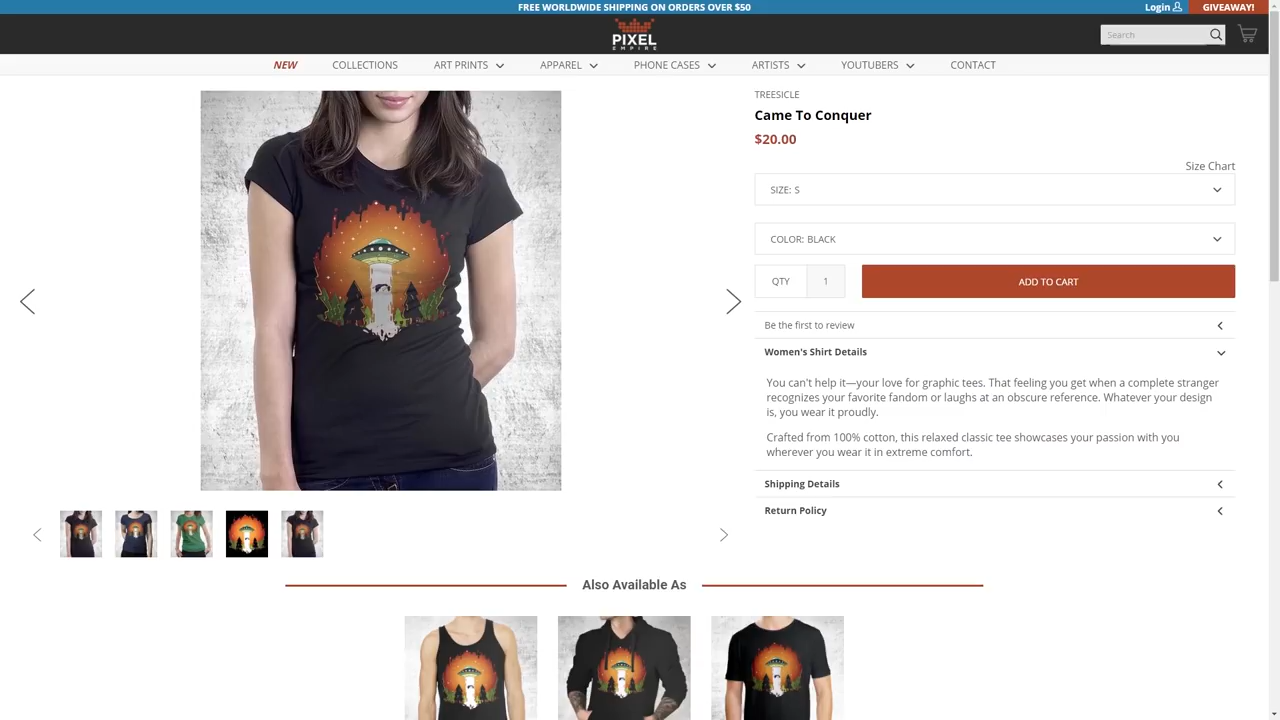 FREE WORLDWIDE SHIPPING ON ORDERS OVER $50
Login
GIVEAWAY!
PIXEL
EMPIRE
Search
NEW
COLLECTIONS
ART PRINTS
APPAREL
PHONE CASES
ARTISTS
YOUTUBERS
CONTACT
TREESICLE
Came To Conquer
$20.00
Size Chart
SIZE: S
COLOR: BLACK
QTY
1
ADD TO CART
Be the first to review
Women's Shirt Details
You can't help it—your love for graphic tees. That feeling you get when a complete stranger
recognizes your favorite fandom or laughs at an obscure reference. Whatever your design
is, you wear it proudly.
Crafted from 100% cotton, this relaxed classic tee showcases your passion with you
wherever you wear it in extreme comfort.
Shipping Details
Return Policy
Also Available As